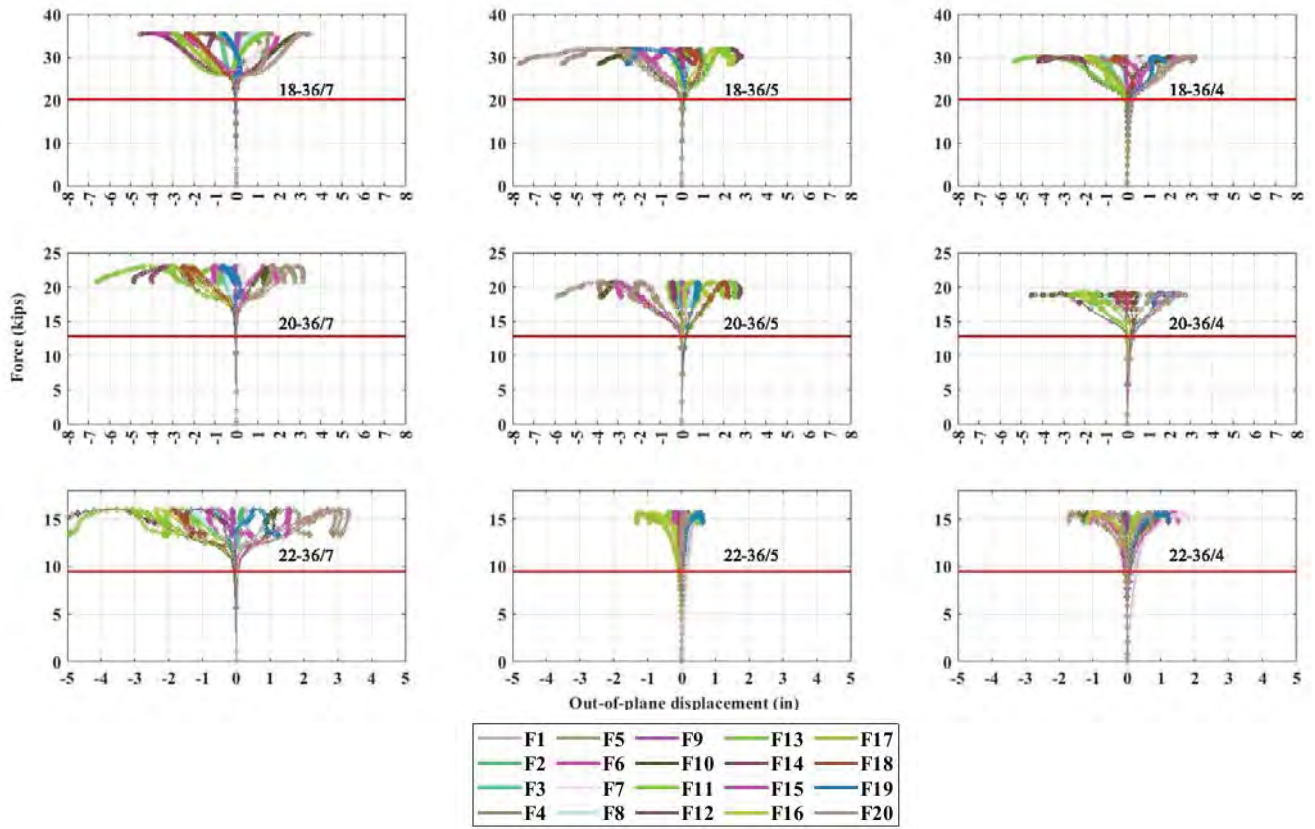 40 40 40
30 30 30
18-36/7 18-36/5 18-36/4
20 20 20
10 10 10
0 0 0
-8 -7 -6 -5 -4 -3 -2 -1 0 1 2 3 4 5 6 7 8 -8 -7 -6 -5 -4 -3 -2 -1 0 1 2 3 4 5 6 7 8 -8 -7 -6 -5 -4 -3 -2 -1 0 1 2 3 4 5 6 7 8
25 25 25
20 20 20
15 20-36/7 15 20-36/5 15 20-36/4
Force (kips)
10 10 10
5 5 5
0 0 0
-8 -7 -6 -5 -4 -3 -2 -1 0 1 2 3 4 5 6 7 8 -8 -7 -6 -5 -4 -3 -2 -1 0 1 2 3 4 5 6 7 8 -8 -7 -6 -5 -4 -3 -2 -1 0 1 2 3 4 5 6 7 8
15 15 15
22-36/7 22-36/5 22-36/4
10 10 10
5 5 5
0 0 0
-5 -4 -3 -2 -1 0 1 2 3 4 5 -5 -4 -3 -2 -1 0 1 2 3 4 5 -5 -4 -3 -2 -1 0 1 2 3 4 5
Out-of-plane displacement (in)
F1 F5 F9 F13 F17
F2 F6 F10 F14 F18
F3 F7 F11 F15 F19
F4 F8 F12 F16 F20